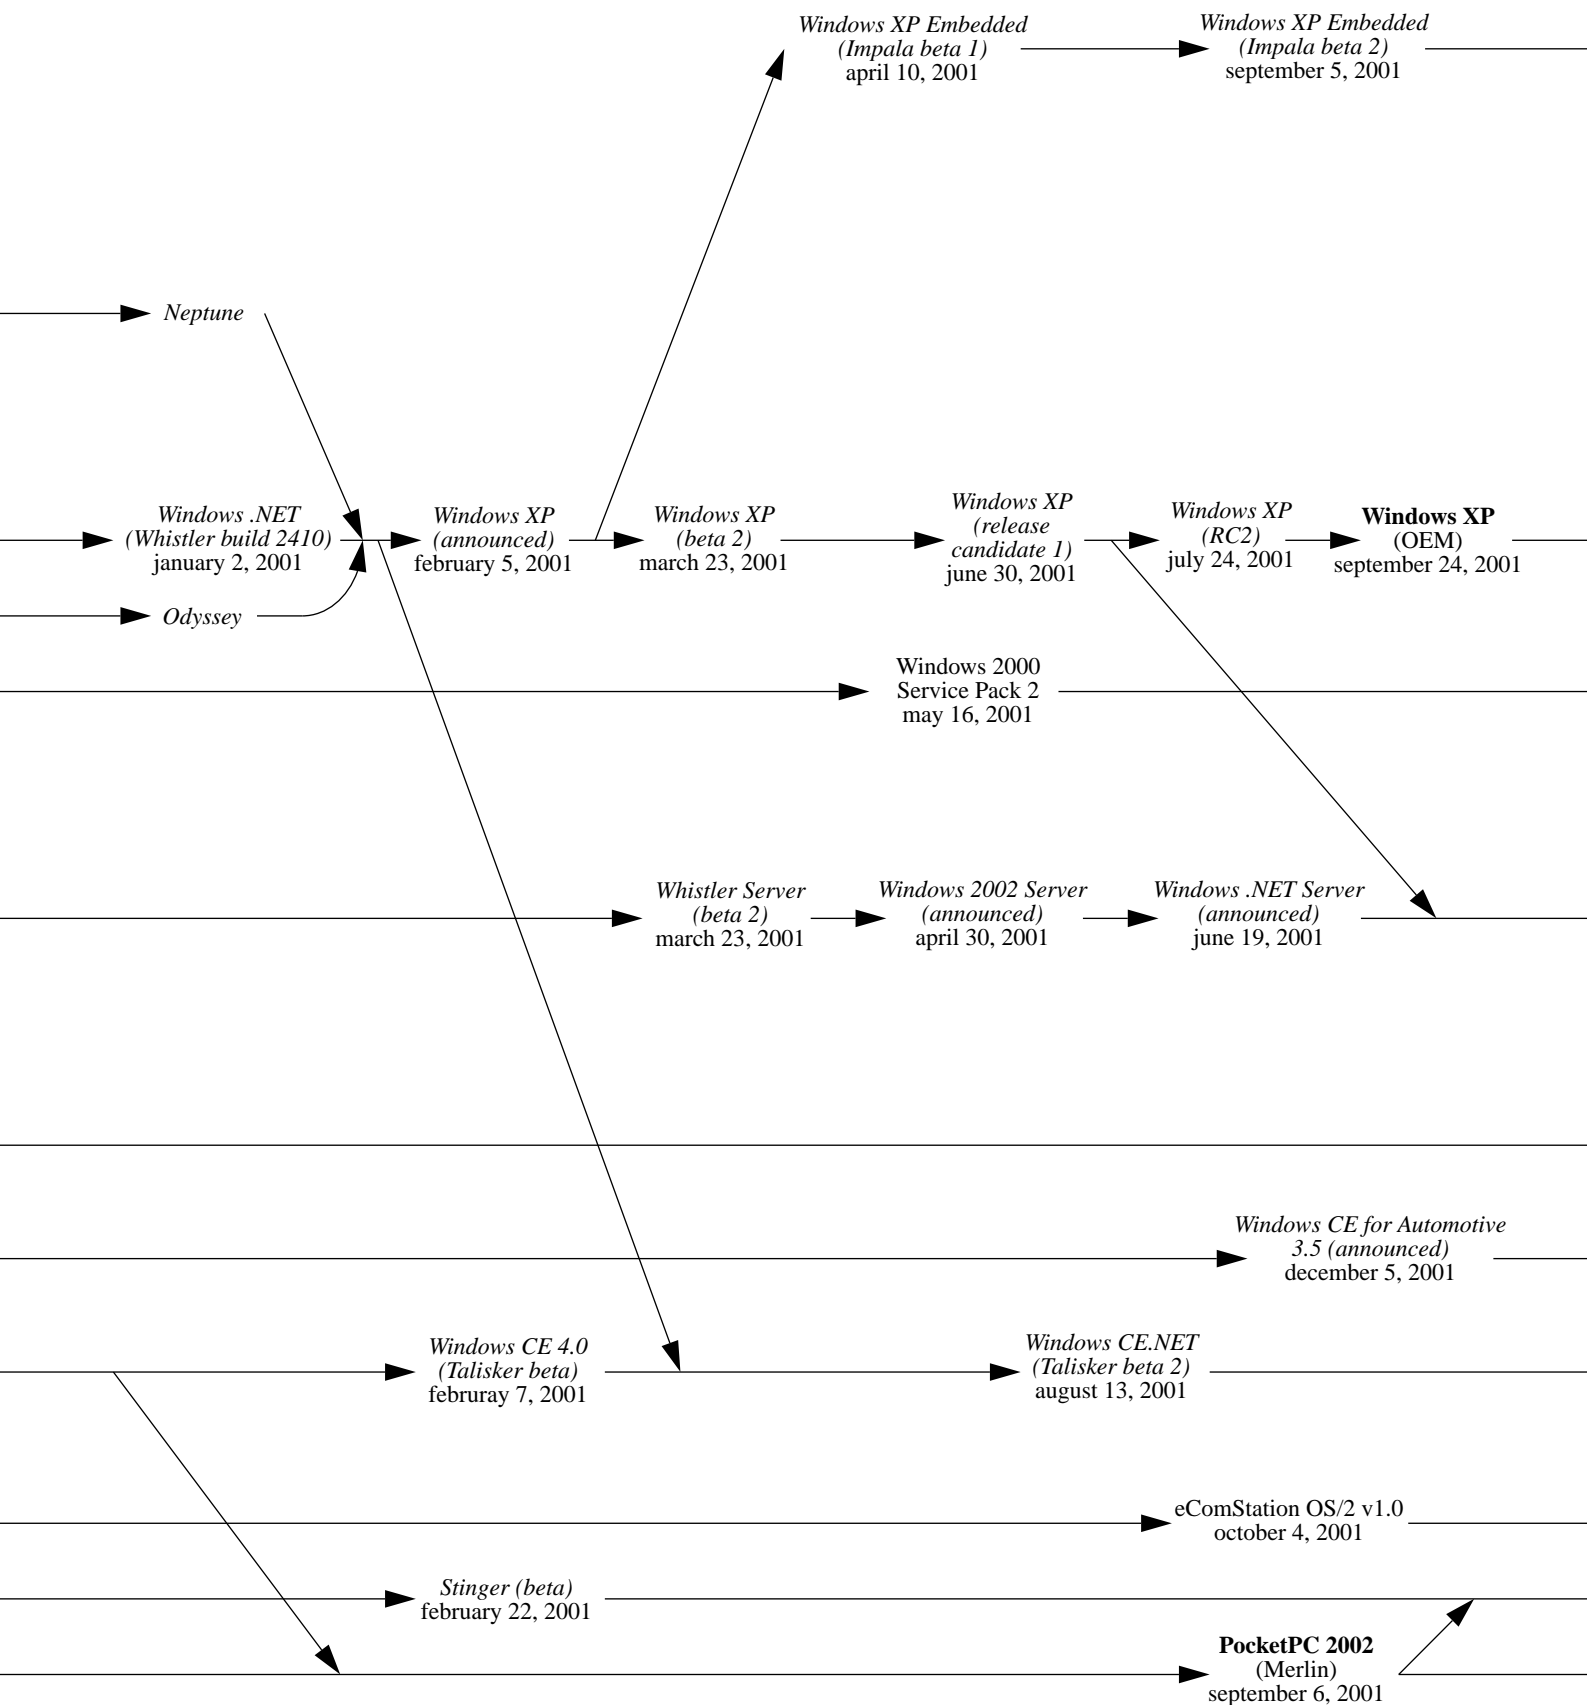 Windows XP Embedded
(Impala beta 1)
april 10, 2001
Windows XP Embedded
(Impala beta 2)
september 5, 2001
Neptune
Windows .NET
(Whistler build 2410)
january 2, 2001
Windows XP
(announced)
february 5, 2001
Windows XP
(beta 2)
march 23, 2001
Windows XP
(release
candidate 1)
june 30, 2001
Windows XP
(RC2)
july 24, 2001
Windows XP
(OEM)
september 24, 2001
Odyssey
Windows 2000
Service Pack 2
may 16, 2001
Whistler Server
(beta 2)
march 23, 2001
Windows 2002 Server
(announced)
april 30, 2001
Windows .NET Server
(announced)
june 19, 2001
Windows CE for Automotive
3.5 (announced)
december 5, 2001
Windows CE 4.0
(Talisker beta)
februray 7, 2001
Windows CE.NET
(Talisker beta 2)
august 13, 2001
eComStation OS/2 v1.0
october 4, 2001
Stinger (beta)
february 22, 2001
PocketPC 2002
(Merlin)
september 6, 2001